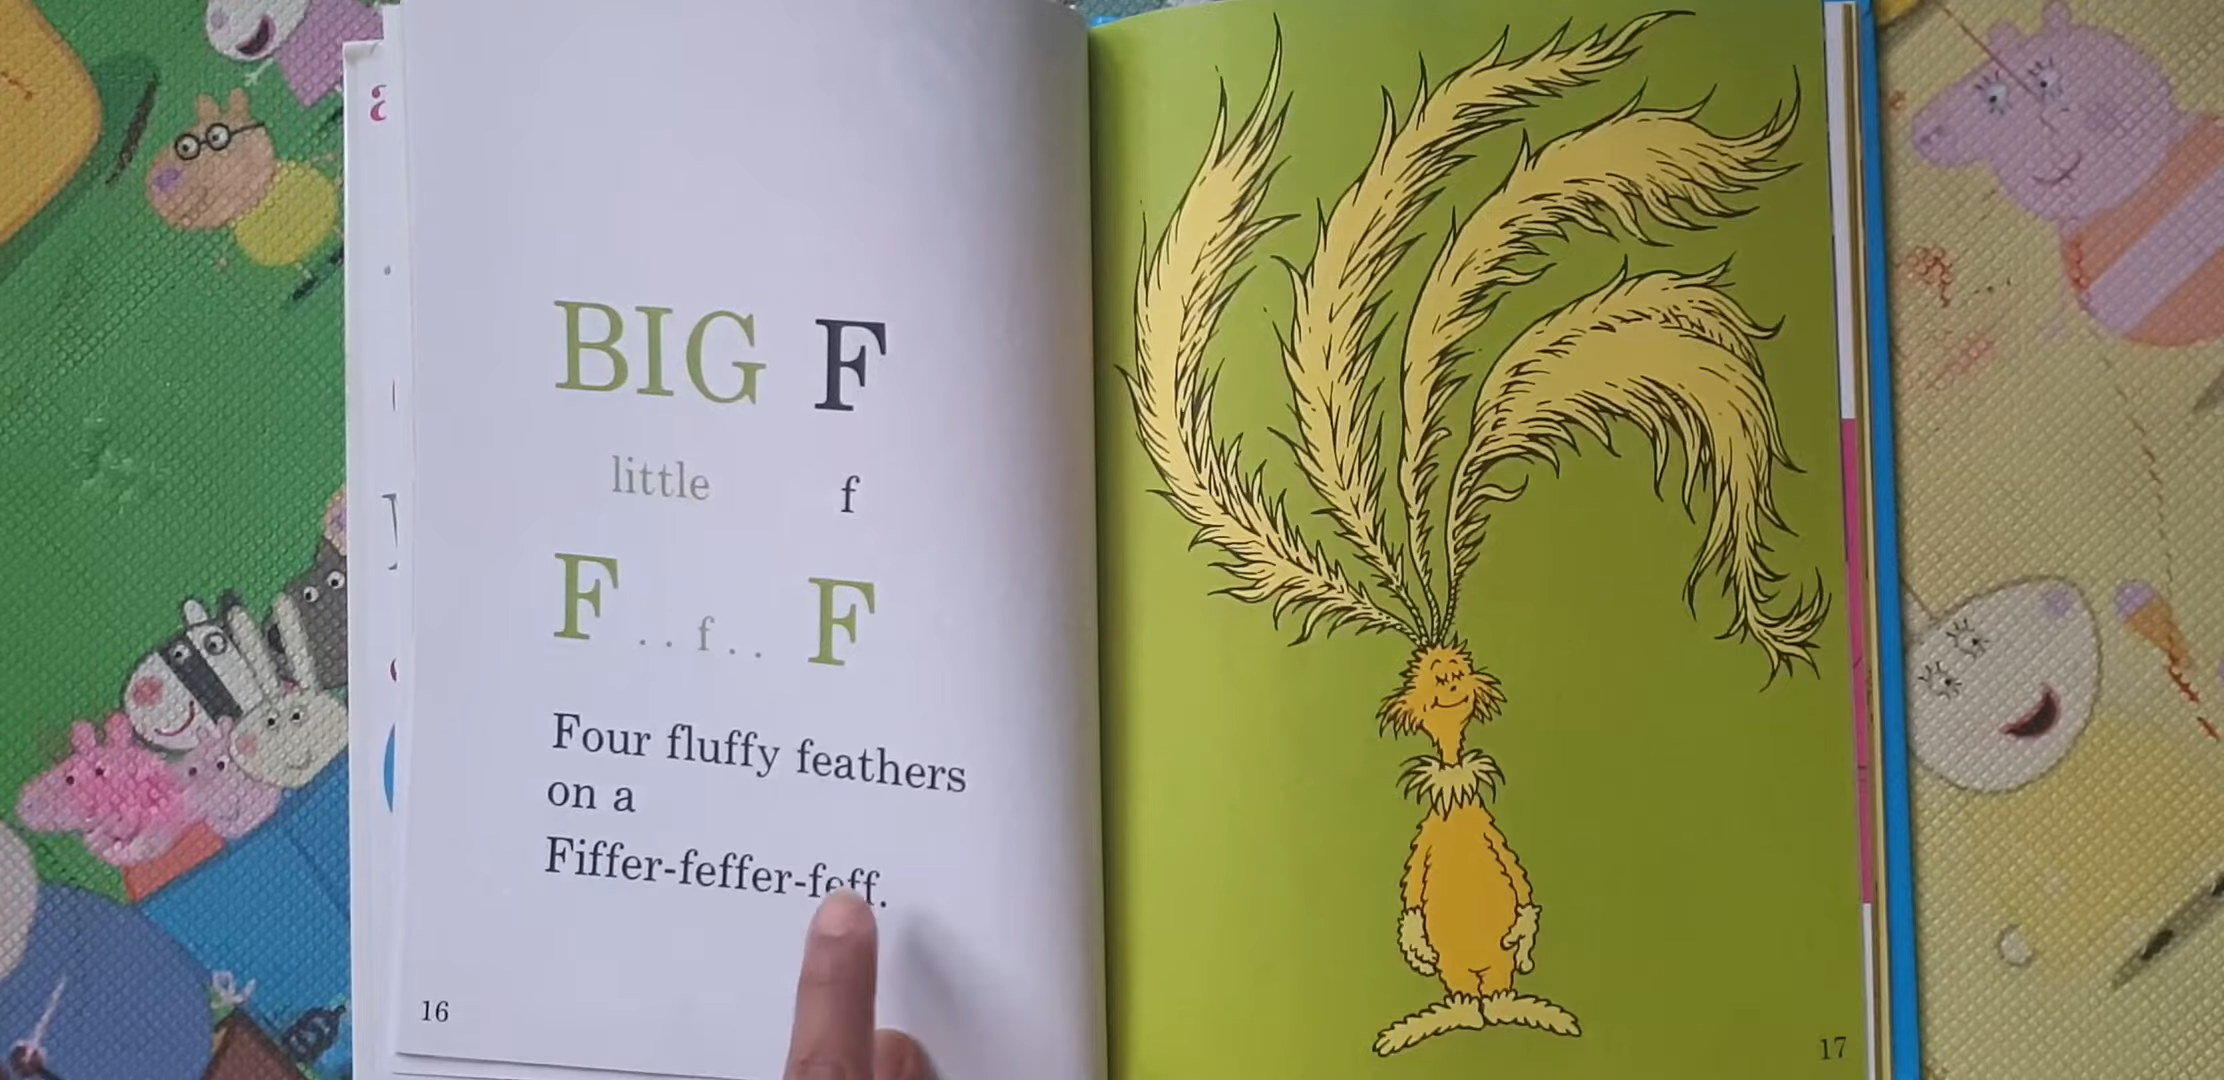 a
BIG F
little f
F . . f . . F
Four fluffy feathers
on a
Fiffer-feffer-feff.
16
17